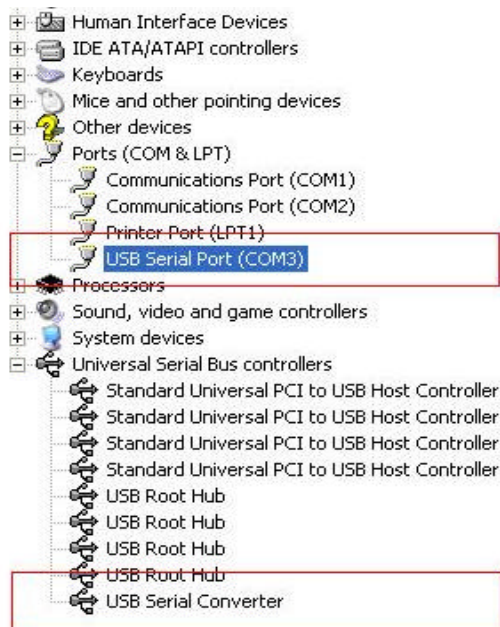 Human Interface Devices
IDE ATA/ATAPI controllers
Keyboards
Mice and other pointing devices
Other devices
Ports (COM & LPT)
Communications Port (COM1)
Communications Port (COM2)
Printer Port (LPT1)
USB Serial Port (COM3)
Processors
Sound, video and game controllers
System devices
Universal Serial Bus controllers
Standard Universal PCI to USB Host Controller
Standard Universal PCI to USB Host Controller
Standard Universal PCI to USB Host Controller
Standard Universal PCI to USB Host Controller
USB Root Hub
USB Root Hub
USB Root Hub
USB Root Hub
USB Serial Converter